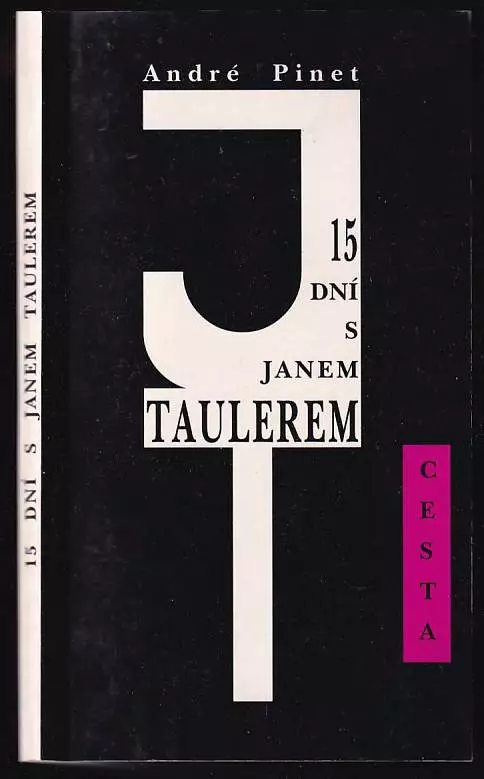 André Pinet
15
DNÍ
S
JANEM
TAULEREM
CESTA
15 DNÍ S JANEM TAULEREM